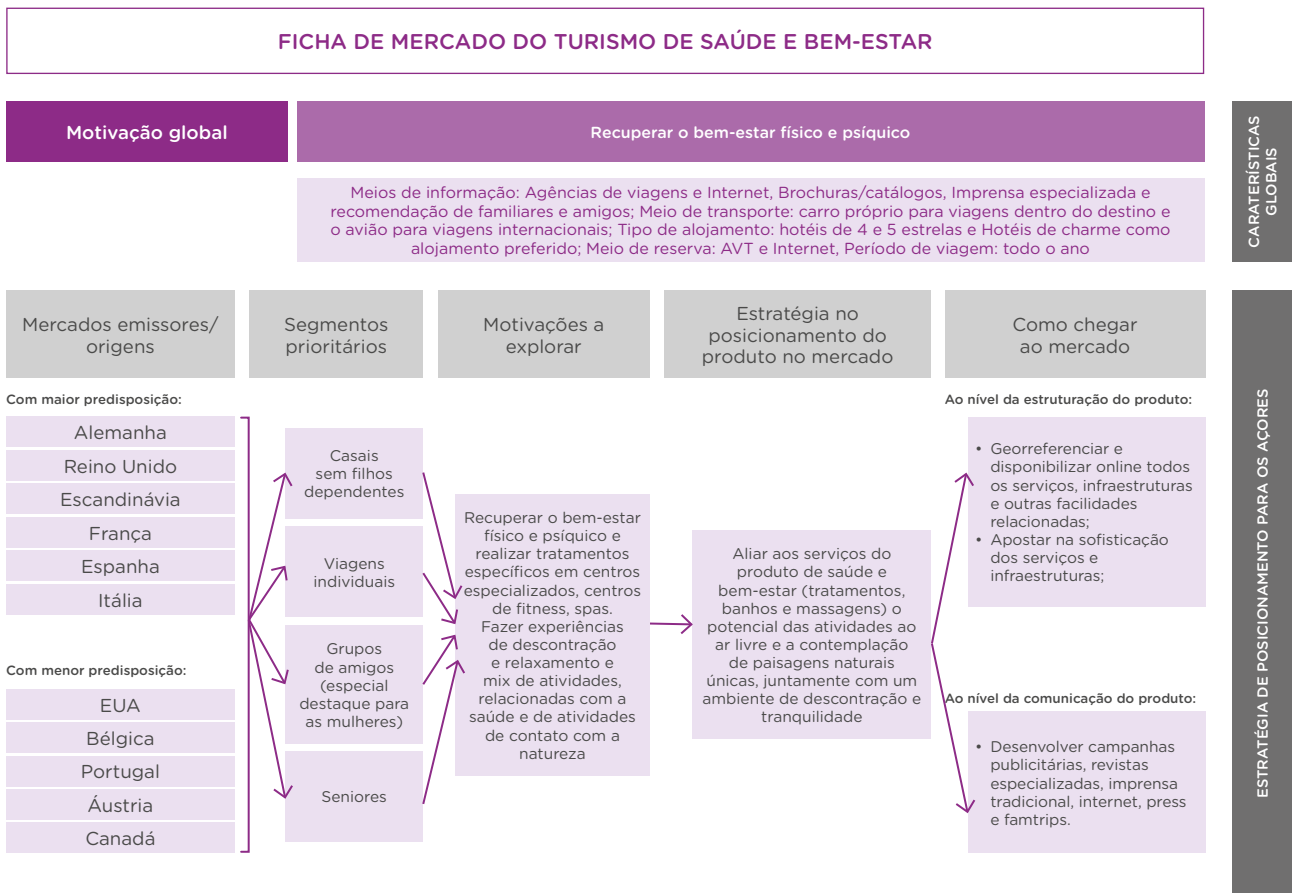 FICHA DE MERCADO DO TURISMO DE SAÚDE E BEM-ESTAR
Motivação global
Recuperar o bem-estar físico e psíquico
Meios de informação: Agências de viagens e Internet, Brochuras/catálogos, Imprensa especializada e
recomendação de familiares e amigos; Meio de transporte: carro próprio para viagens dentro do destino e
o avião para viagens internacionais; Tipo de alojamento: hotéis de 4 e 5 estrelas e Hotéis de charme como
alojamento preferido; Meio de reserva: AVT e Internet, Período de viagem: todo o ano
CARATERÍSTICAS
GLOBAIS
Mercados emissores/
origens
Segmentos
prioritários
Motivações a
explorar
Estratégia no
posicionamento do
produto no mercado
Como chegar
ao mercado
Com maior predisposição:
Alemanha
Reino Unido
Escandinávia
França
Espanha
Itália
Com menor predisposição:
EUA
Bélgica
Portugal
Áustria
Canadá
Casais
sem filhos
dependentes
Viagens
individuais
Grupos
de amigos
(especial
destaque para
as mulheres)
Seniores
Recuperar o bem-estar
físico e psíquico e
realizar tratamentos
específicos em centros
especializados, centros
de fitness, spas.
Fazer experiências
de descontração
e relaxamento e
mix de atividades,
relacionadas com a
saúde e de atividades
de contato com a
natureza
Aliar aos serviços do
produto de saúde e
bem-estar (tratamentos,
banhos e massagens) o
potencial das atividades ao
ar livre e a contemplação
de paisagens naturais
únicas, juntamente com um
ambiente de descontração e
tranquilidade
Ao nível da estruturação do produto:
• Georreferenciar e
disponibilizar online todos
os serviços, infraestruturas
e outras facilidades
relacionadas;
• Apostar na sofisticação
dos serviços e
infraestruturas;
Ao nível da comunicação do produto:
• Desenvolver campanhas
publicitárias, revistas
especializadas, imprensa
tradicional, internet, press
e famtrips.
ESTRATÉGIA DE POSICIONAMENTO PARA OS AÇORES